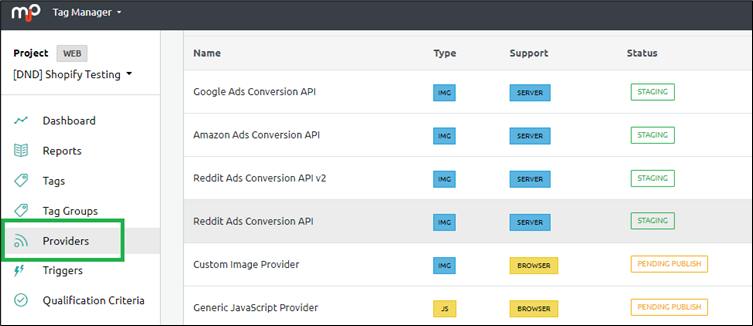 mp Tag Manager
Project WEB
[DND] Shopify Testing
Dashboard
Reports
Tags
Tag Groups
Providers
Triggers
Qualification Criteria
Name Type Support Status
Google Ads Conversion API IMG SERVER STAGING
Amazon Ads Conversion API IMG SERVER STAGING
Reddit Ads Conversion API v2 IMG SERVER STAGING
Reddit Ads Conversion API IMG SERVER STAGING
Custom Image Provider IMG BROWSER PENDING PUBLISH
Generic JavaScript Provider JS BROWSER PENDING PUBLISH